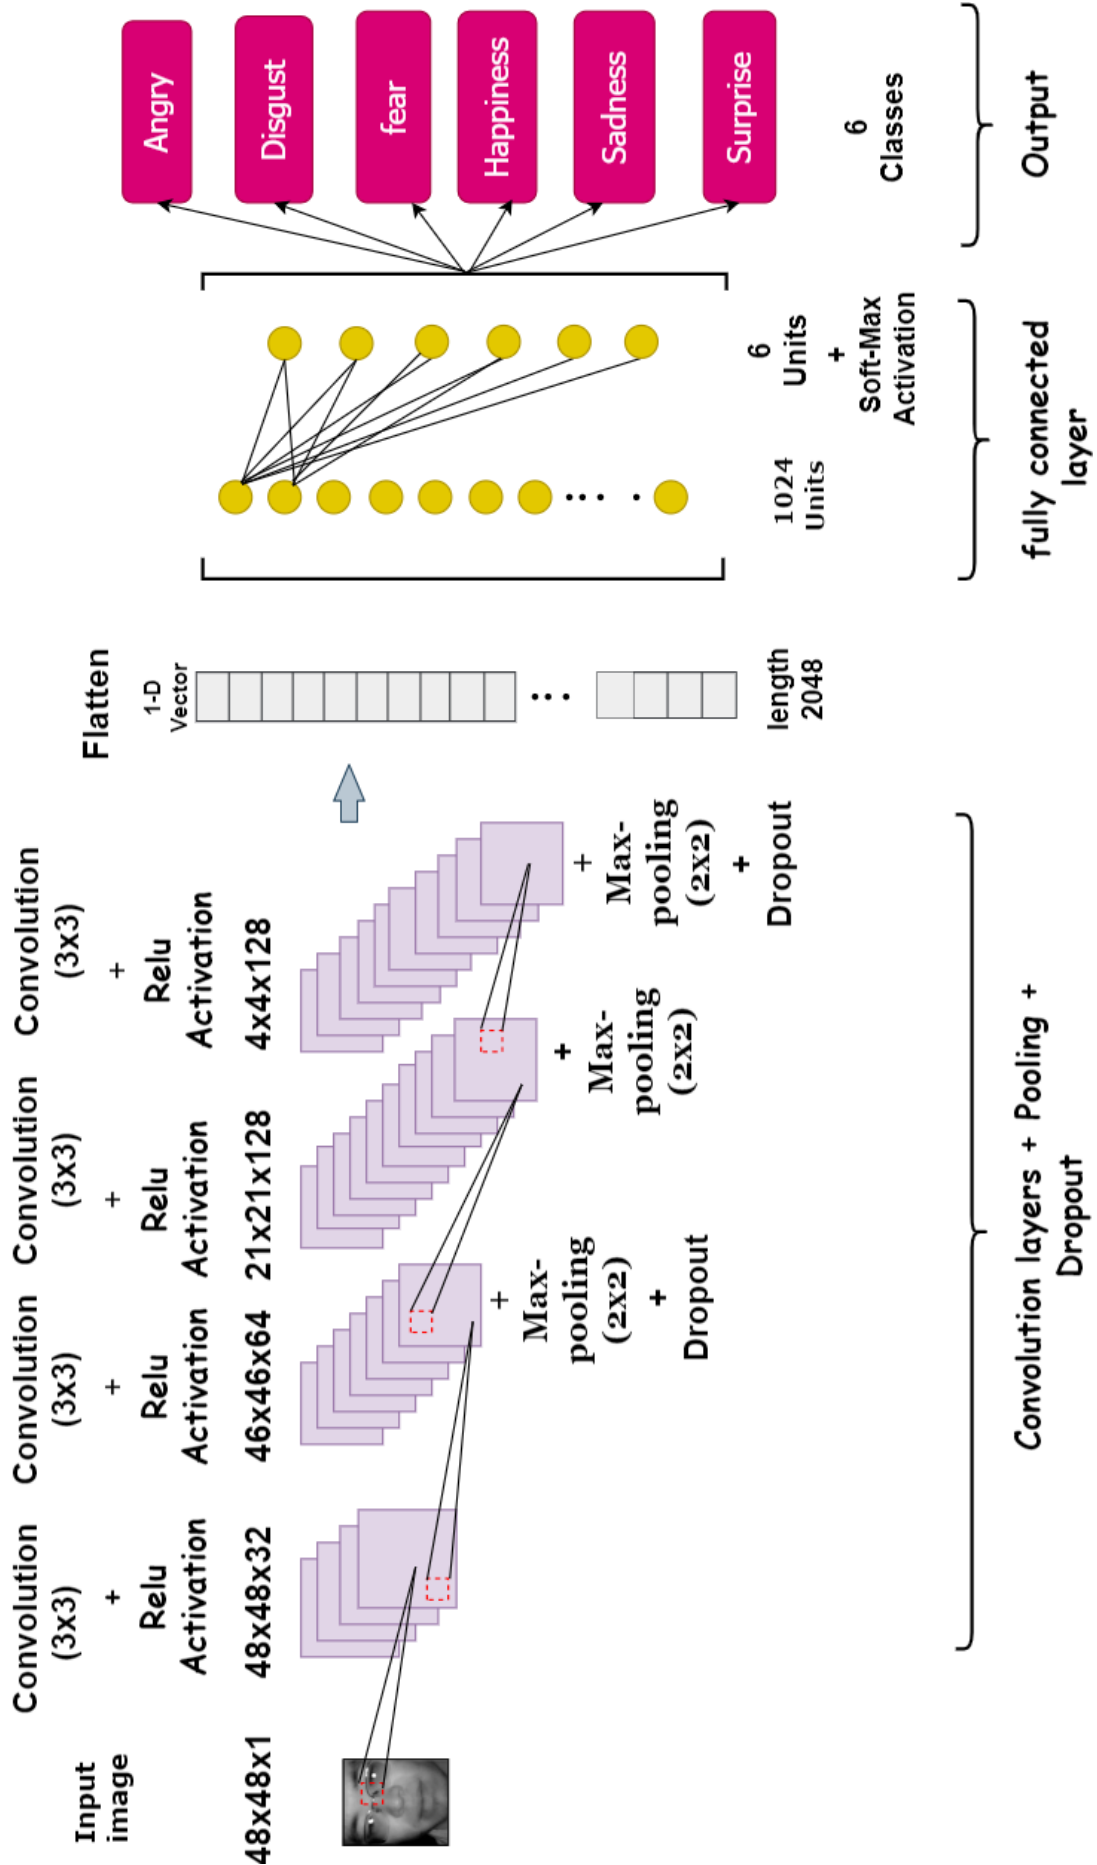 Input
image
48x48x1
Convolution
(3x3)
+
Relu
Activation
48x48x32
Convolution
(3x3)
+
Relu
Activation
46x46x64
+
Max-
pooling
(2x2)
+
Dropout
Convolution
(3x3)
+
Relu
Activation
21x21x128
+
Max-
pooling
(2x2)
Convolution
(3x3)
+
Relu
Activation
4x4x128
+
Max-
pooling
(2x2)
+
Dropout
Convolution layers + Pooling +
Dropout
Flatten
1-D
Vector
...
length
2048
... .
1024
Units
6
Units
+
Soft-Max
Activation
fully connected
layer
Angry
Disgust
fear
Happiness
Sadness
Surprise
6
Classes
Output